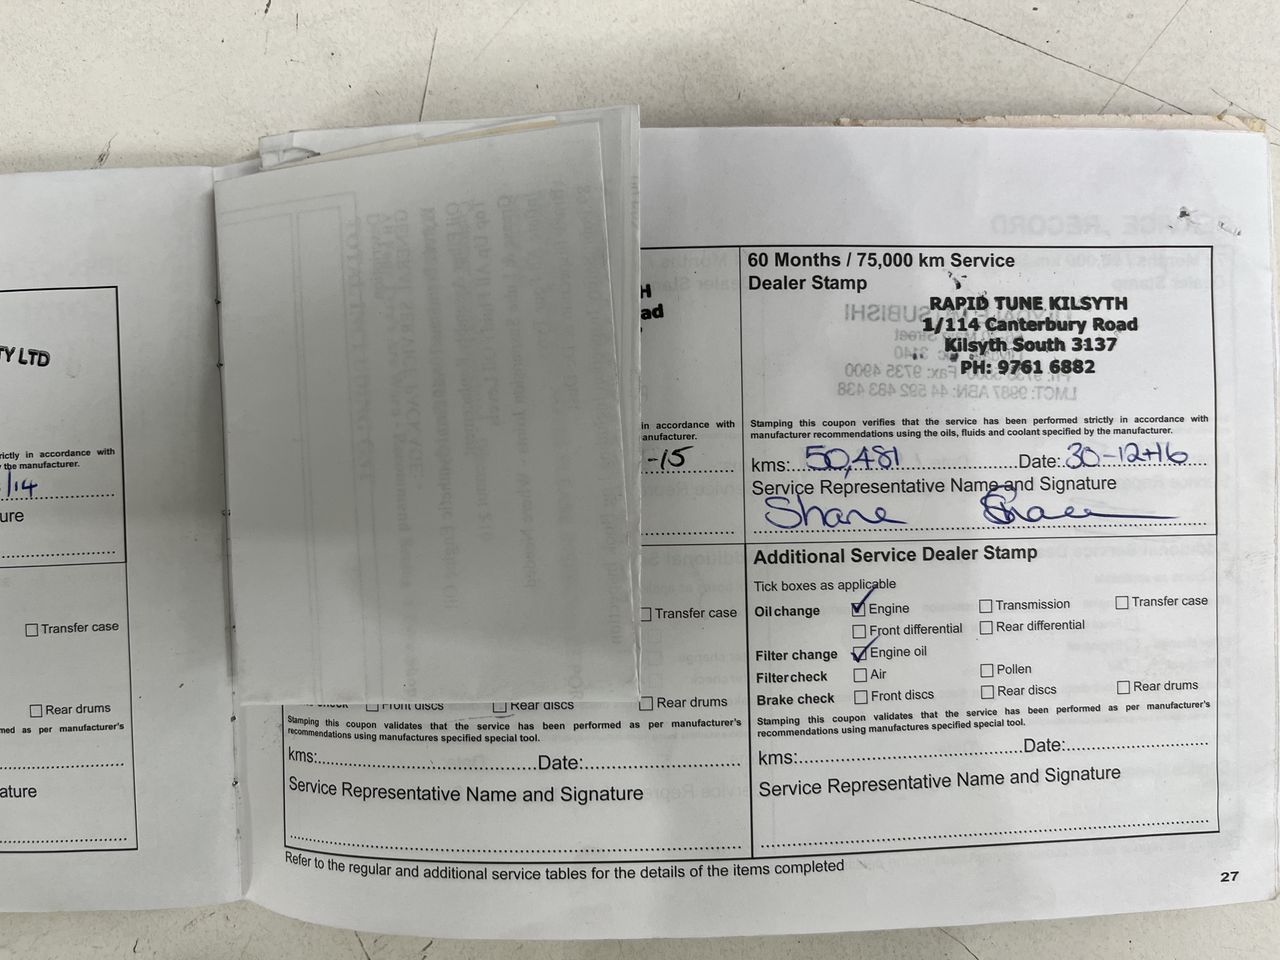 TY LTD
rictly in accordance with
the manufacturer.
/14
ure
Transfer case
Rear drums
med as per manufacturer's
ature
H
ad
in accordance with
anufacturer.
-15
Transfer case
Front discs Rear discs Rear drums
Stamping this coupon validates that the service has been performed as per manufacturer's
recommendations using manufactures specified special tool.
kms: Date:
Service Representative Name and Signature
60 Months / 75,000 km Service
Dealer Stamp
RAPID TUNE KILSYTH
1/114 Canterbury Road
Kilsyth South 3137
PH: 9761 6882
Stamping this coupon verifies that the service has been performed strictly in accordance with
manufacturer recommendations using the oils, fluids and coolant specified by the manufacturer.
kms: 50,481 Date: 30-12-16
Service Representative Name and Signature
Shane Shane
Additional Service Dealer Stamp
Tick boxes as applicable
Oil change Engine Transmission Transfer case
Front differential Rear differential
Filter change Engine oil
Filter check Air Pollen
Brake check Front discs Rear discs Rear drums
Stamping this coupon validates that the service has been performed as per manufacturer's
recommendations using manufactures specified special tool.
kms: Date:
Service Representative Name and Signature
Refer to the regular and additional service tables for the details of the items completed
27